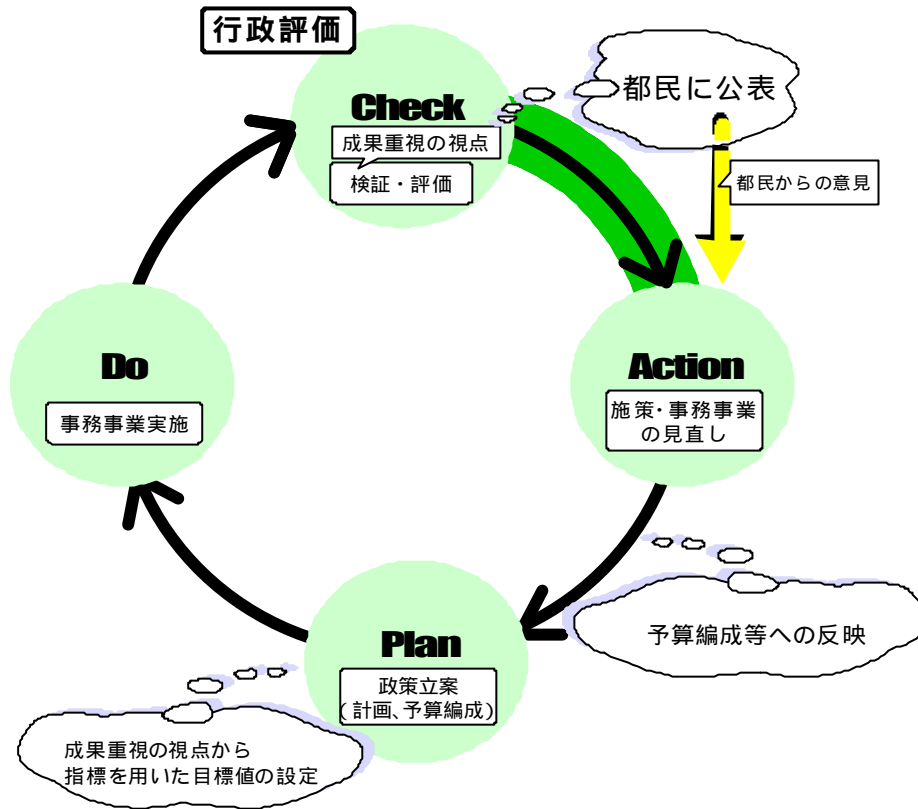 行政評価
Check
成果重視の視点
検証・評価
都民に公表
都民からの意見
Do
事務事業実施
Action
施策・事務事業
の見直し
Plan
政策立案
(計画、予算編成)
予算編成等への反映
成果重視の視点から
指標を用いた目標値の設定